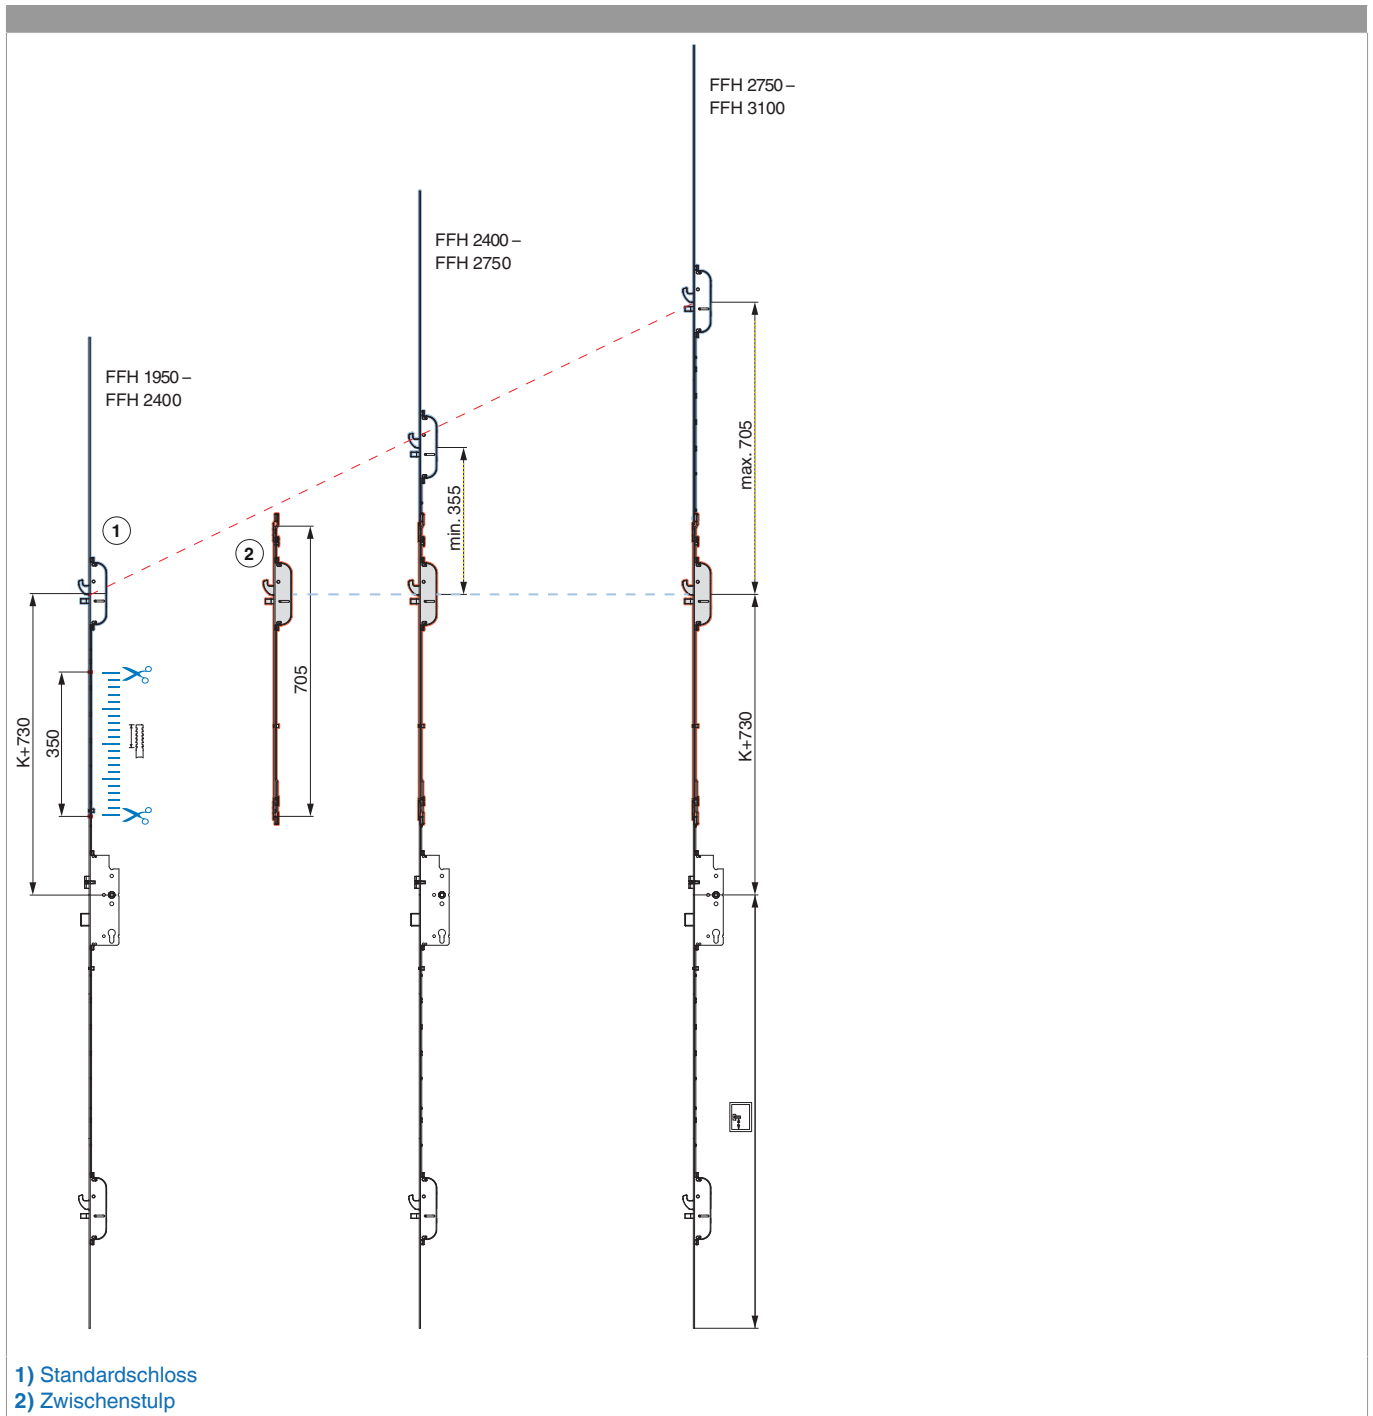 FFH 2750 –
FFH 3100
FFH 2400 –
FFH 2750
FFH 1950 –
FFH 2400
max. 705
min. 355
1
2
705
K+730
350
K+730
1) Standardschloss
2) Zwischenstulp